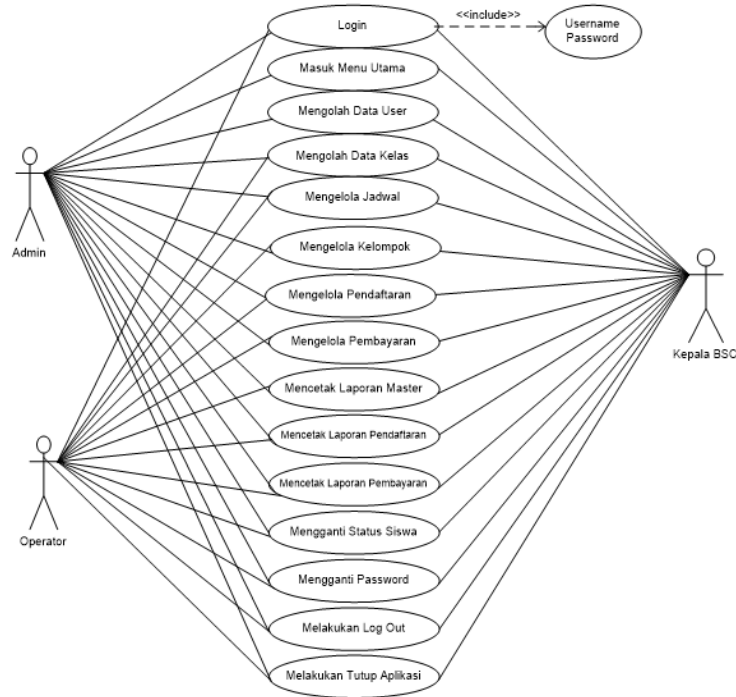 Login
<<include>>
Username
Password
Masuk Menu Utama
Mengolah Data User
Mengolah Data Kelas
Mengelola Jadwal
Admin
Mengelola Kelompok
Mengelola Pendaftaran
Mengelola Pembayaran
Kepala BSC
Mencetak Laporan Master
Mencetak Laporan Pendaftaran
Mencetak Laporan Pembayaran
Operator
Mengganti Status Siswa
Mengganti Password
Melakukan Log Out
Melakukan Tutup Aplikasi